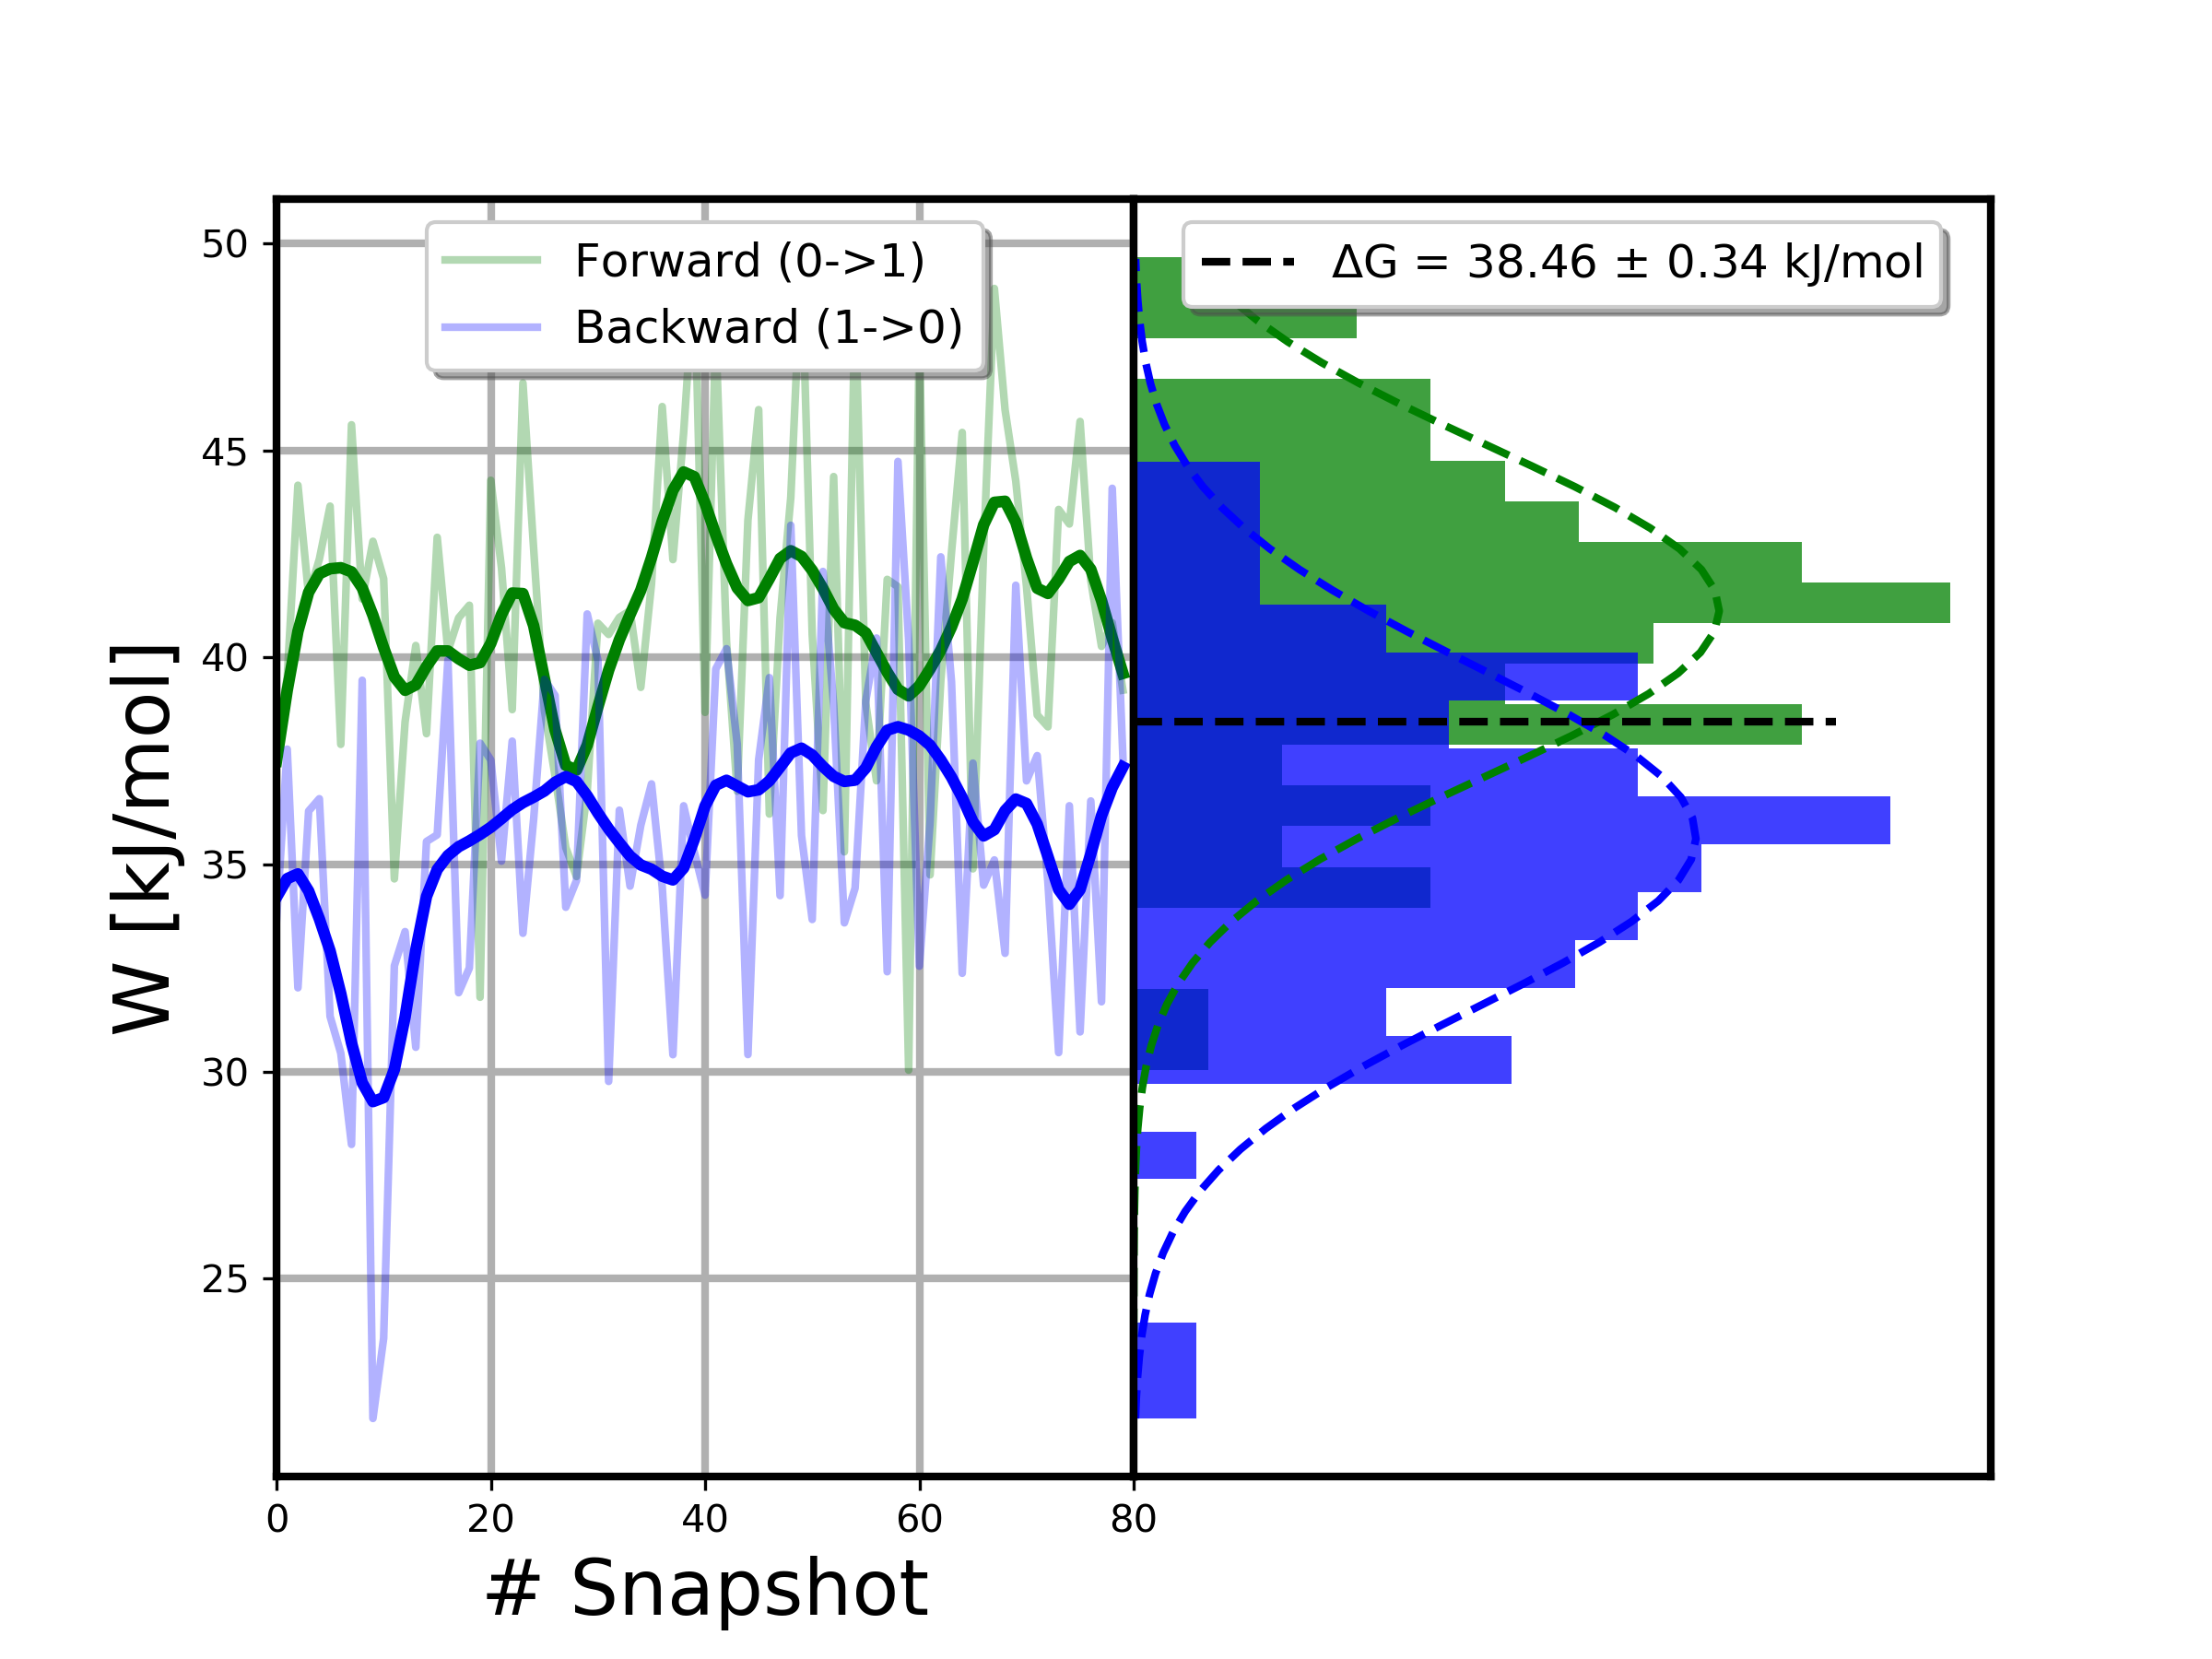 Forward (0->1)
Backward (1->0)
ΔG = 38.46 ± 0.34 kJ/mol
W [kJ/mol]
50
45
40
35
30
25
0
20
40
60
80
# Snapshot